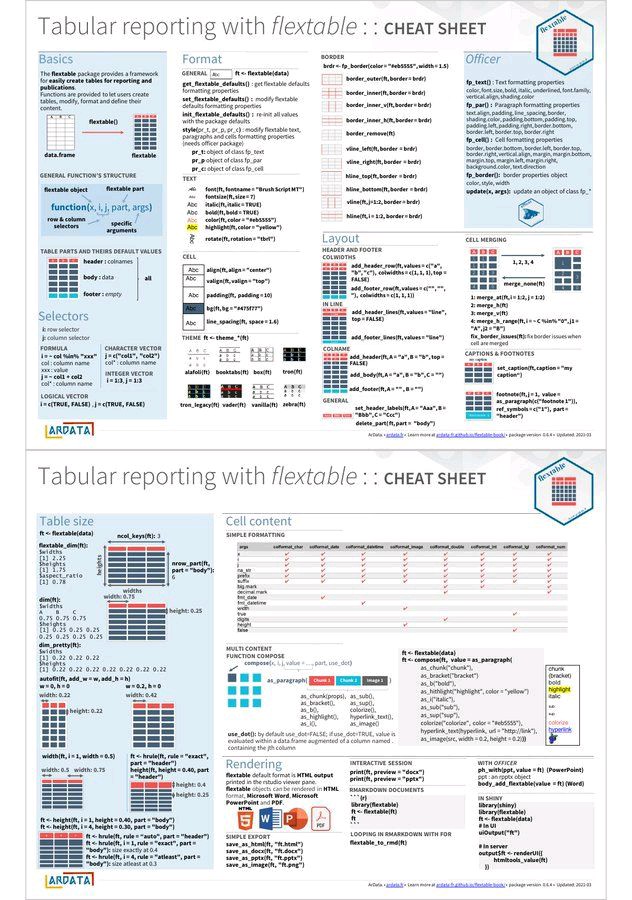 Tabular reporting with flextable : : CHEAT SHEET
flextable
Basics
The flextable package provides a framework
for easily create tables for reporting and
publications.
Functions are provided to let users create
tables, modify, format and define their
content.
flextable()
data.frame
flextable
GENERAL FUNCTION'S STRUCTURE
flextable object
flextable part
function(x, i, j, part, args)
row & column
selectors
specific
arguments
TABLE PARTS AND THEIRS DEFAULT VALUES
header : colnames
body : data
all
footer : empty
Selectors
i: row selector
j: column selector
FORMULA
i = ~ col %in% "xxx"
col : column name
xxx : value
j = ~ col1 + col2
col* : column name
CHARACTER VECTOR
j = c("col1", "col2")
col* : column name
INTEGER VECTOR
i = 1:3, j = 1:3
LOGICAL VECTOR
i = c(TRUE, FALSE) , j = c(TRUE, FALSE)
ARDATA
Format
GENERAL
Abc
ft <- flextable(data)
get_flextable_defaults() : get flextable defaults
formatting properties
set_flextable_defaults() : modify flextable
defaults formatting properties
init_flextable_defaults() : re-init all values
with the package defaults
style(pr_t, pr_p, pr_c) : modify flextable text,
paragraphs and cells formatting properties
(needs officer package)
pr_t: object of class fp_text
pr_p object of class fp_par
pr_c: object of class fp_cell
TEXT
Abc font(ft, fontname = "Brush Script MT")
Abc fontsize(ft, size = 7)
Abc italic(ft, italic = TRUE)
Abc bold(ft, bold = TRUE)
Abc color(ft, color = "#eb5555")
Abc highlight(ft, color = "yellow")
Abc rotate(ft, rotation = "tbrl")
CELL
Abc align(ft, align = "center")
Abc valign(ft, valign = "top")
Abc padding(ft, padding = 10)
Abc bg(ft, bg = "#475F77")
Abc line_spacing(ft, space = 1.6)
THEME ft <- theme_*(ft)
alafoli(ft) booktabs(ft) box(ft) tron(ft)
tron_legacy(ft) vader(ft) vanilla(ft) zebra(ft)
BORDER
brdr <- fp_border(color = "#eb5555", width = 1.5)
border_outer(ft, border = brdr)
border_inner(ft, border = brdr)
border_inner_v(ft, border = brdr)
border_inner_h(ft, border = brdr)
border_remove(ft)
vline_left(ft, border = brdr)
vline_right(ft, border = brdr)
hline_top(ft, border = brdr)
hline_bottom(ft, border = brdr)
vline(ft, j=1:2, border = brdr)
hline(ft, i = 1:2, border = brdr)
Officer
fp_text() : Text formatting properties
color, font.size, bold, italic, underlined, font.family,
vertical.align, shading.color
fp_par() : Paragraph formatting properties
text.align, padding, line_spacing, border,
shading.color, padding.bottom, padding.top,
padding.left, padding.right, border.bottom,
border.left, border.top, border.right
fp_cell() : Cell formatting properties
border, border.bottom, border.left, border.top,
border.right, vertical.align, margin, margin.bottom,
margin.top, margin.left, margin.right,
background.color, text.direction
fp_border(): border properties object
color, style, width
update(x, args): update an object of class fp_*
Layout
HEADER AND FOOTER
COLWIDTHS
add_header_row(ft, values = c("a",
"b", "c"), colwidths = c(1, 1, 1), top =
FALSE)
add_footer_row(ft, values = c("", "",
""), colwidths = c(1, 1, 1))
IN LINE
add_header_lines(ft, values = "line",
top = FALSE)
add_footer_lines(ft, values = "line")
COLNAME
add_header(ft, A = "a", B = "b", top =
FALSE)
add_body(ft, A = "a", B = "b", C = "")
add_footer(ft, A = "", B = "")
GENERAL
set_header_labels(ft, A = "Aaa", B =
"Bbb", C = "Ccc")
delete_part(ft, part = "body")
CELL MERGING
1, 2, 3, 4
merge_none(ft)
1: merge_at(ft, i = 1:2, j = 1:2)
2: merge_h(ft)
3: merge_v(ft)
4: merge_h_range(ft, i = ~ C %in% "0", j1 =
"A", j2 = "B")
fix_border_issues(ft): fix border issues when
cell are merged
CAPTIONS & FOOTNOTES
set_caption(ft, caption = "my
caption")
footnote(ft, j = 1, value =
as_paragraph(c("footnote 1")),
ref_symbols = c("1"), part =
"header")
ArData • ardata.fr • Learn more at ardata-fr.github.io/flextable-book/ • package version 0.6.4 • Updated: 2021-03
Tabular reporting with flextable : : CHEAT SHEET
flextable
Table size
ft <- flextable(data)
flextable_dim(ft):
$widths
[1] 2.25
$heights
[1] 1.75
$aspect_ratio
[1] 0.78
ncol_keys(ft): 3
heights
nrow_part(ft,
part = "body"):
6
widths
dim(ft):
$widths
A B C
0.75 0.75 0.75
$heights
[1] 0.25 0.25 0.25
0.25 0.25 0.25 0.25
width: 0.75
height: 0.25
dim_pretty(ft):
$widths
[1] 0.22 0.22 0.22
$heights
[1] 0.22 0.22 0.22 0.22 0.22 0.22 0.22
autofit(ft, add_w = w, add_h = h)
w = 0, h = 0
w = 0.2, h = 0
width: 0.22
width: 0.42
height: 0.22
width(ft, i = 1, width = 0.5)
width: 0.5 width: 0.75
ft <- hrule(ft, rule = "exact",
part = "header")
height(ft, height = 0.40, part =
"header")
height: 0.4
height: 0.25
ft <- height(ft, i = 1, height = 0.40, part = "body")
ft <- height(ft, i = 4, height = 0.30, part = "body")
ft <- hrule(ft, rule = "auto", part = "header")
ft <- hrule(ft, i = 1, rule = "exact", part =
"body"): size exactly at 0.4
ft <- hrule(ft, i = 4, rule = "atleast", part =
"body"): size atleast at 0.3
ARDATA
Cell content
SIMPLE FORMATTING
args colformat_char colformat_date colformat_datetime colformat_image colformat_double colformat_int colformat_lgl colformat_num
x
i
j
na_str
prefix
suffix
big.mark
decimal.mark
fmt_date
fmt_datetime
width
true
digits
height
false
MULTI CONTENT
FUNCTION COMPOSE
compose(x, i, j, value = ...., part, use_dot)
as_paragraph( Chunk 1 Chunk 2 Image 1 )
as_chunk(props), as_sub(),
as_bracket(), as_sup(),
as_b(), colorize(),
as_highlight(), hyperlink_text(),
as_i(), as_image()
use_dot(): by default use_dot=FALSE; if use_dot=TRUE, value is
evaluated within a data frame augmented of a column named .
containing the jth column
ft <- flextable(data)
ft <- compose(ft, value = as_paragraph(
as_chunk("chunk"),
as_bracket("bracket")
as_b("bold"),
as_hithlight("highlight", color = "yellow")
as_i("italic"),
as_sub("sub"),
as_sup("sup"),
colorize("colorize", color = "#eb5555"),
hyperlink_text(hyperlink, url = "http://link"),
as_image(src, width = 0.2, height = 0.2)))
chunk
(bracket)
bold
highlight
italic
sub
sup
colorize
hyperlink
Rendering
flextable default format is HTML output
printed in the rstudio viewer pane.
flextable objects can be rendered in HTML
format, Microsoft Word, Microsoft
PowerPoint and PDF.
HTML
W
P
PDF
SIMPLE EXPORT
save_as_html(ft, "ft.html")
save_as_docx(ft, "ft.docx")
save_as_pptx(ft, "ft.pptx")
save_as_image(ft, "ft.png")
INTERACTIVE SESSION
print(ft, preview = "docx")
print(ft, preview = "pptx")
RMARKDOWN DOCUMENTS
```{r}
library(flextable)
ft <- flextable(data)
ft
```
LOOPING IN RMARKDOWN WITH FOR
flextable_to_rmd(ft)
WITH OFFICER
ph_with(ppt, value = ft) (PowerPoint)
ppt : an rpptx object
body_add_flextable(value = ft) (Word)
IN SHINY
library(shiny)
library(flextable)
ft <- flextable(data)
# In UI
uiOutput("ft")
# In server
output$ft <- renderUI({
htmltools_value(ft)
})
ArData • ardata.fr • Learn more at ardata-fr.github.io/flextable-book/ • package version 0.6.4 • Updated: 2021-03